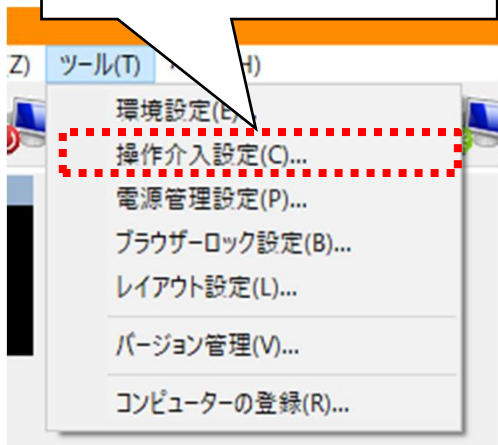 Z) ツール(T) H)
環境設定(E)...
操作介入設定(C)...
電源管理設定(P)...
ブラウザーロック設定(B)...
レイアウト設定(L)...
バージョン管理(V)...
コンピューターの登録(R)...